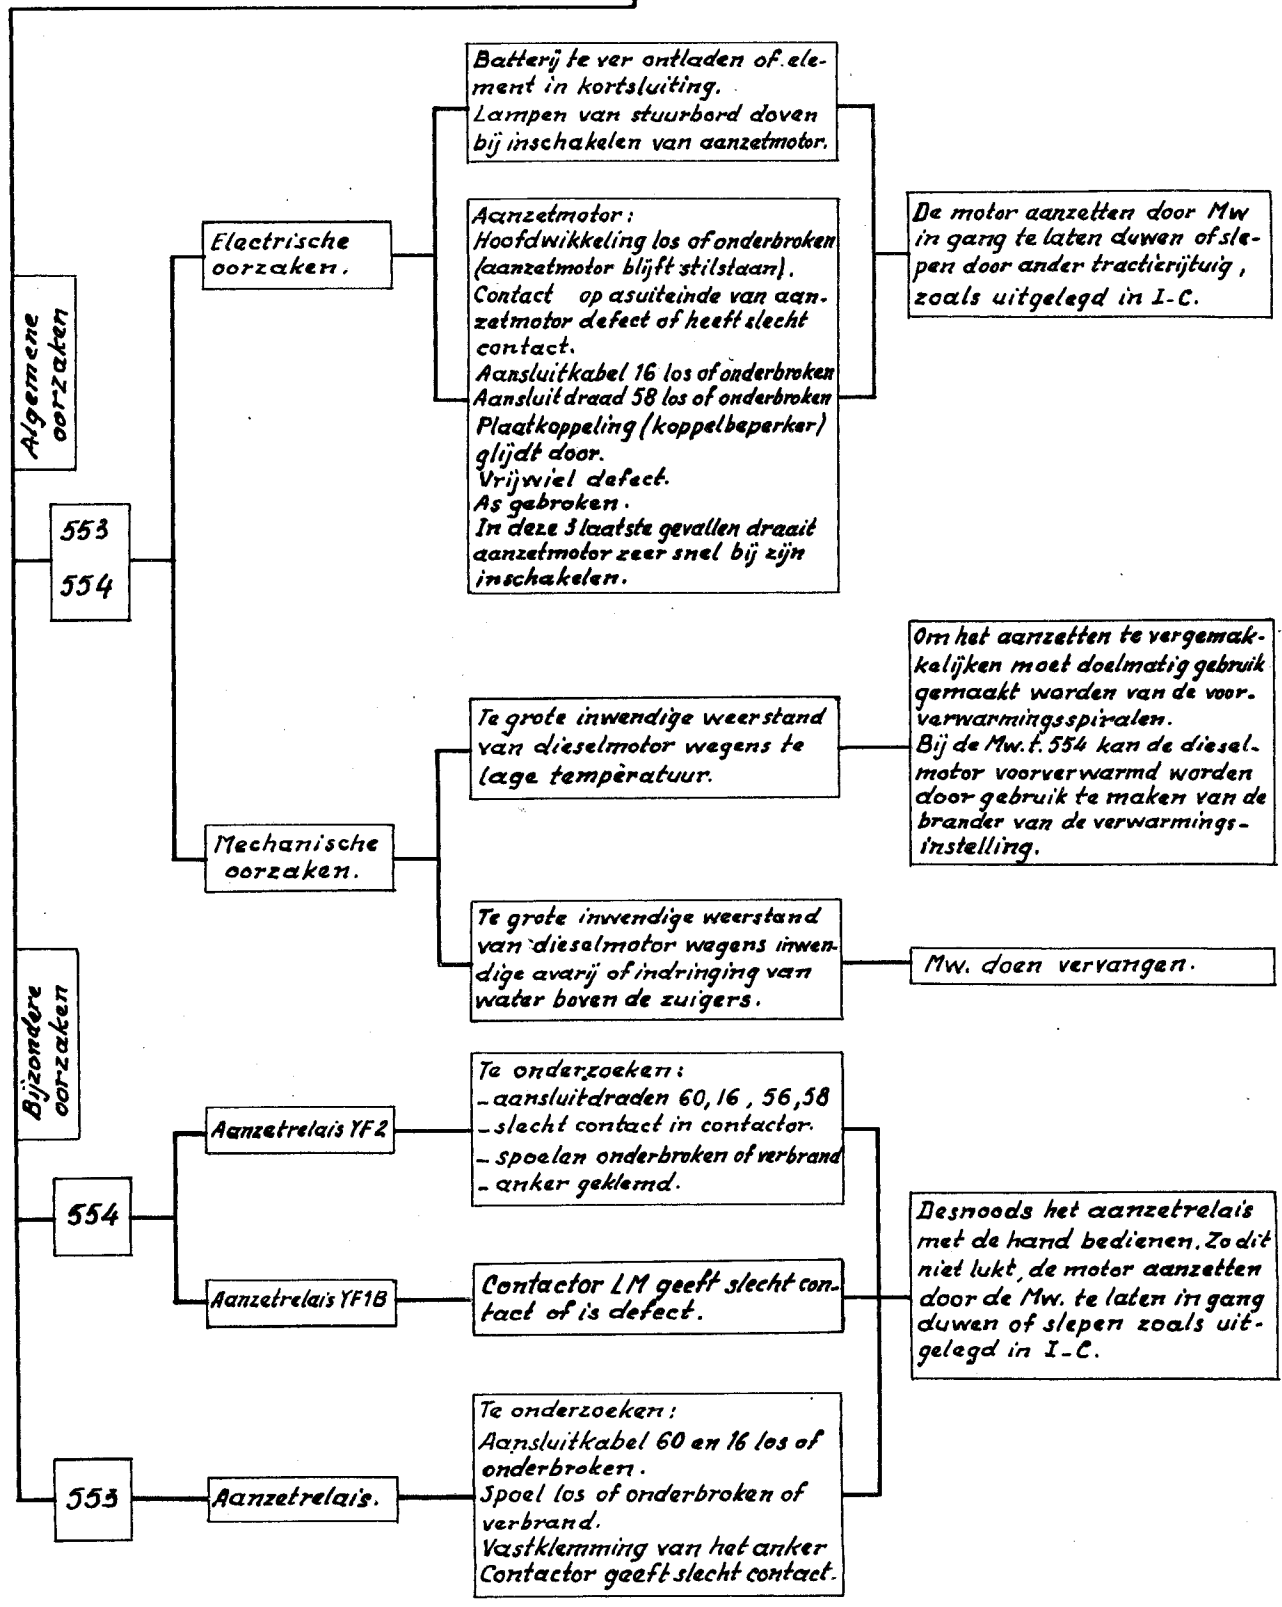 Algemene
oorzaken
553
554
Electrische
oorzaken.
Batterij te ver ontladen of ele-
ment in kortsluiting.
Lampen van stuurbord doven
bij inschakelen van aanzetmotor.
Aanzetmotor:
Hoofdwikkeling los of onderbroken
(aanzetmotor blijft stilstaan).
Contact op asuiteinde van aan-
zetmotor defect of heeft slecht
contact.
Aansluitkabel 16 los of onderbroken
Aansluitdraad 58 los of onderbroken
Plaatkoppeling (koppelbeperker)
glijdt door.
Vrijwiel defect.
As gebroken.
In deze 3 laatste gevallen draait
aanzetmotor zeer snel bij zijn
inschakelen.
De motor aanzetten door Mw
in gang te laten duwen of sle-
pen door ander tractierijtuig,
zoals uitgelegd in I-C.
Mechanische
oorzaken.
Te grote inwendige weerstand
van dieselmotor wegens te
lage temperatuur.
Om het aanzetten te vergemak-
kelijken moet doelmatig gebruik
gemaakt worden van de voor-
verwarmingsspiralen.
Bij de Mw.t. 554 kan de diesel-
motor voorverwarmd worden
door gebruik te maken van de
brander van de verwarmings-
instelling.
Te grote inwendige weerstand
van dieselmotor wegens inwen-
dige avarij of indringing van
water boven de zuigers.
Mw. doen vervangen.
Bijzondere
oorzaken
554
Aanzetrelais YF2
Te onderzoeken:
- aansluitdraden 60, 16, 56, 58
- slecht contact in contactor.
- spoelen onderbroken of verbrand
- anker geklemd.
Aanzetrelais YF1B
Contactor LM geeft slecht con-
tact of is defect.
Desnoods het aanzetrelais
met de hand bedienen. Zo dit
niet lukt, de motor aanzetten
door de Mw. te laten in gang
duwen of slepen zoals uit-
gelegd in I-C.
553
Aanzetrelais.
Te onderzoeken:
Aansluitkabel 60 en 16 los of
onderbroken.
Spoel los of onderbroken of
verbrand.
Vastklemming van het anker
Contactor geeft slecht contact.